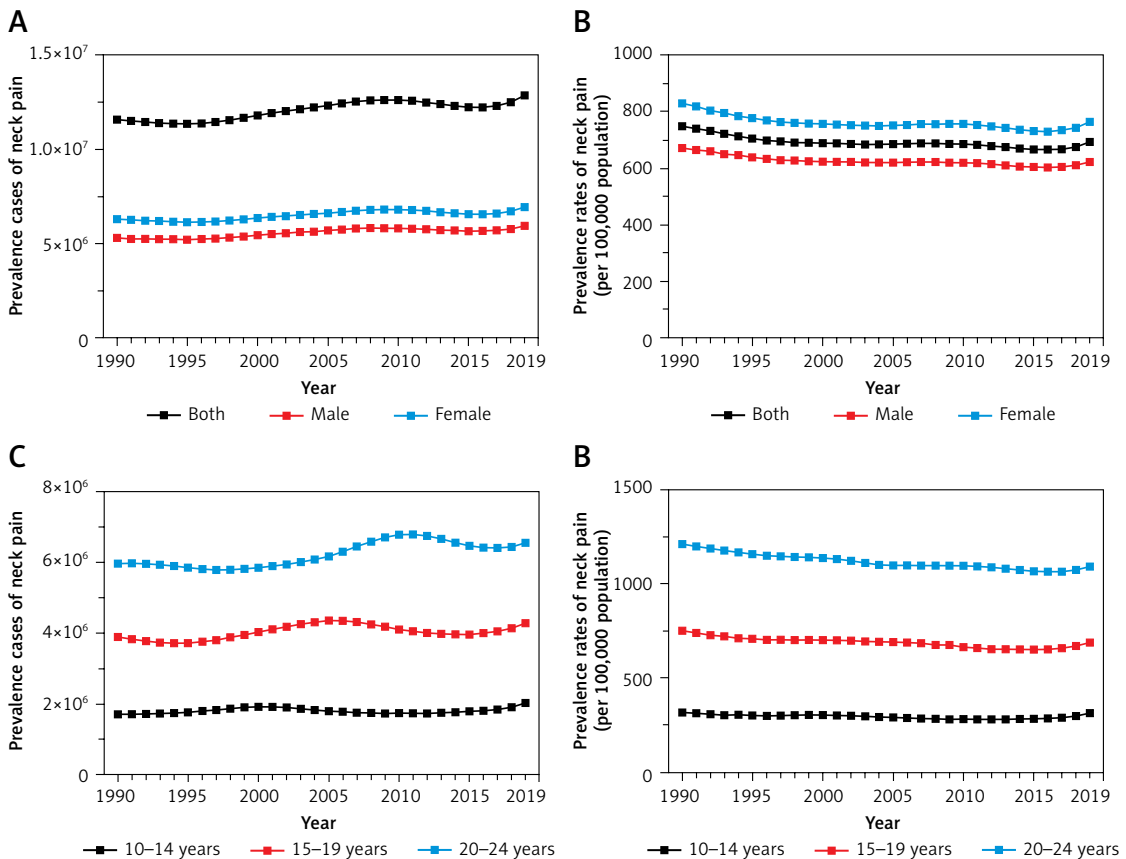 A
Prevalence cases of neck pain
1.5×10⁷
1.0×10⁷
5×10⁶
0
1990 1995 2000 2005 2010 2015 2019
Year
Both Male Female
B
Prevalence rates of neck pain
(per 100,000 population)
1000
800
600
400
200
0
1990 1995 2000 2005 2010 2015 2019
Year
Both Male Female
C
Prevalence cases of neck pain
8×10⁶
6×10⁶
4×10⁶
2×10⁶
0
1990 1995 2000 2005 2010 2015 2019
Year
10–14 years 15–19 years 20–24 years
B
Prevalence rates of neck pain
(per 100,000 population)
1500
1000
500
0
1990 1995 2000 2005 2010 2015 2019
Year
10–14 years 15–19 years 20–24 years